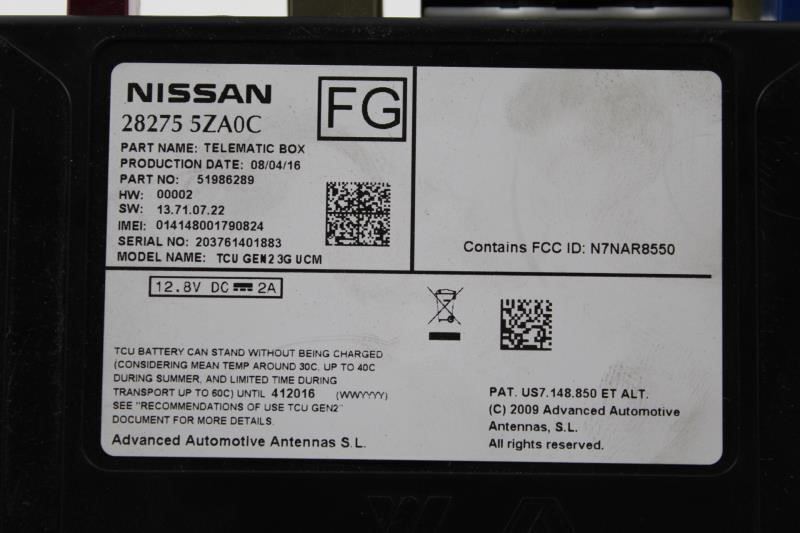 NISSAN
FG
28275 5ZA0C
PART NAME: TELEMATIC BOX
PRODUCTION DATE: 08/04/16
PART NO: 51986289
HW: 00002
SW: 13.71.07.22
IMEI: 014148001790824
SERIAL NO: 203761401883
MODEL NAME: TCU GEN2 3G UCM
Contains FCC ID: N7NAR8550
12.8V DC 2A
TCU BATTERY CAN STAND WITHOUT BEING CHARGED
(CONSIDERING MEAN TEMP AROUND 30C, UP TO 40C
DURING SUMMER, AND LIMITED TIME DURING
TRANSPORT UP TO 60C) UNTIL 412016 (WWYYYY)
SEE "RECOMMENDATIONS OF USE TCU GEN2"
DOCUMENT FOR MORE DETAILS.
Advanced Automotive Antennas S.L.
PAT. US7.148.850 ET ALT.
(C) 2009 Advanced Automotive
Antennas, S.L.
All rights reserved.